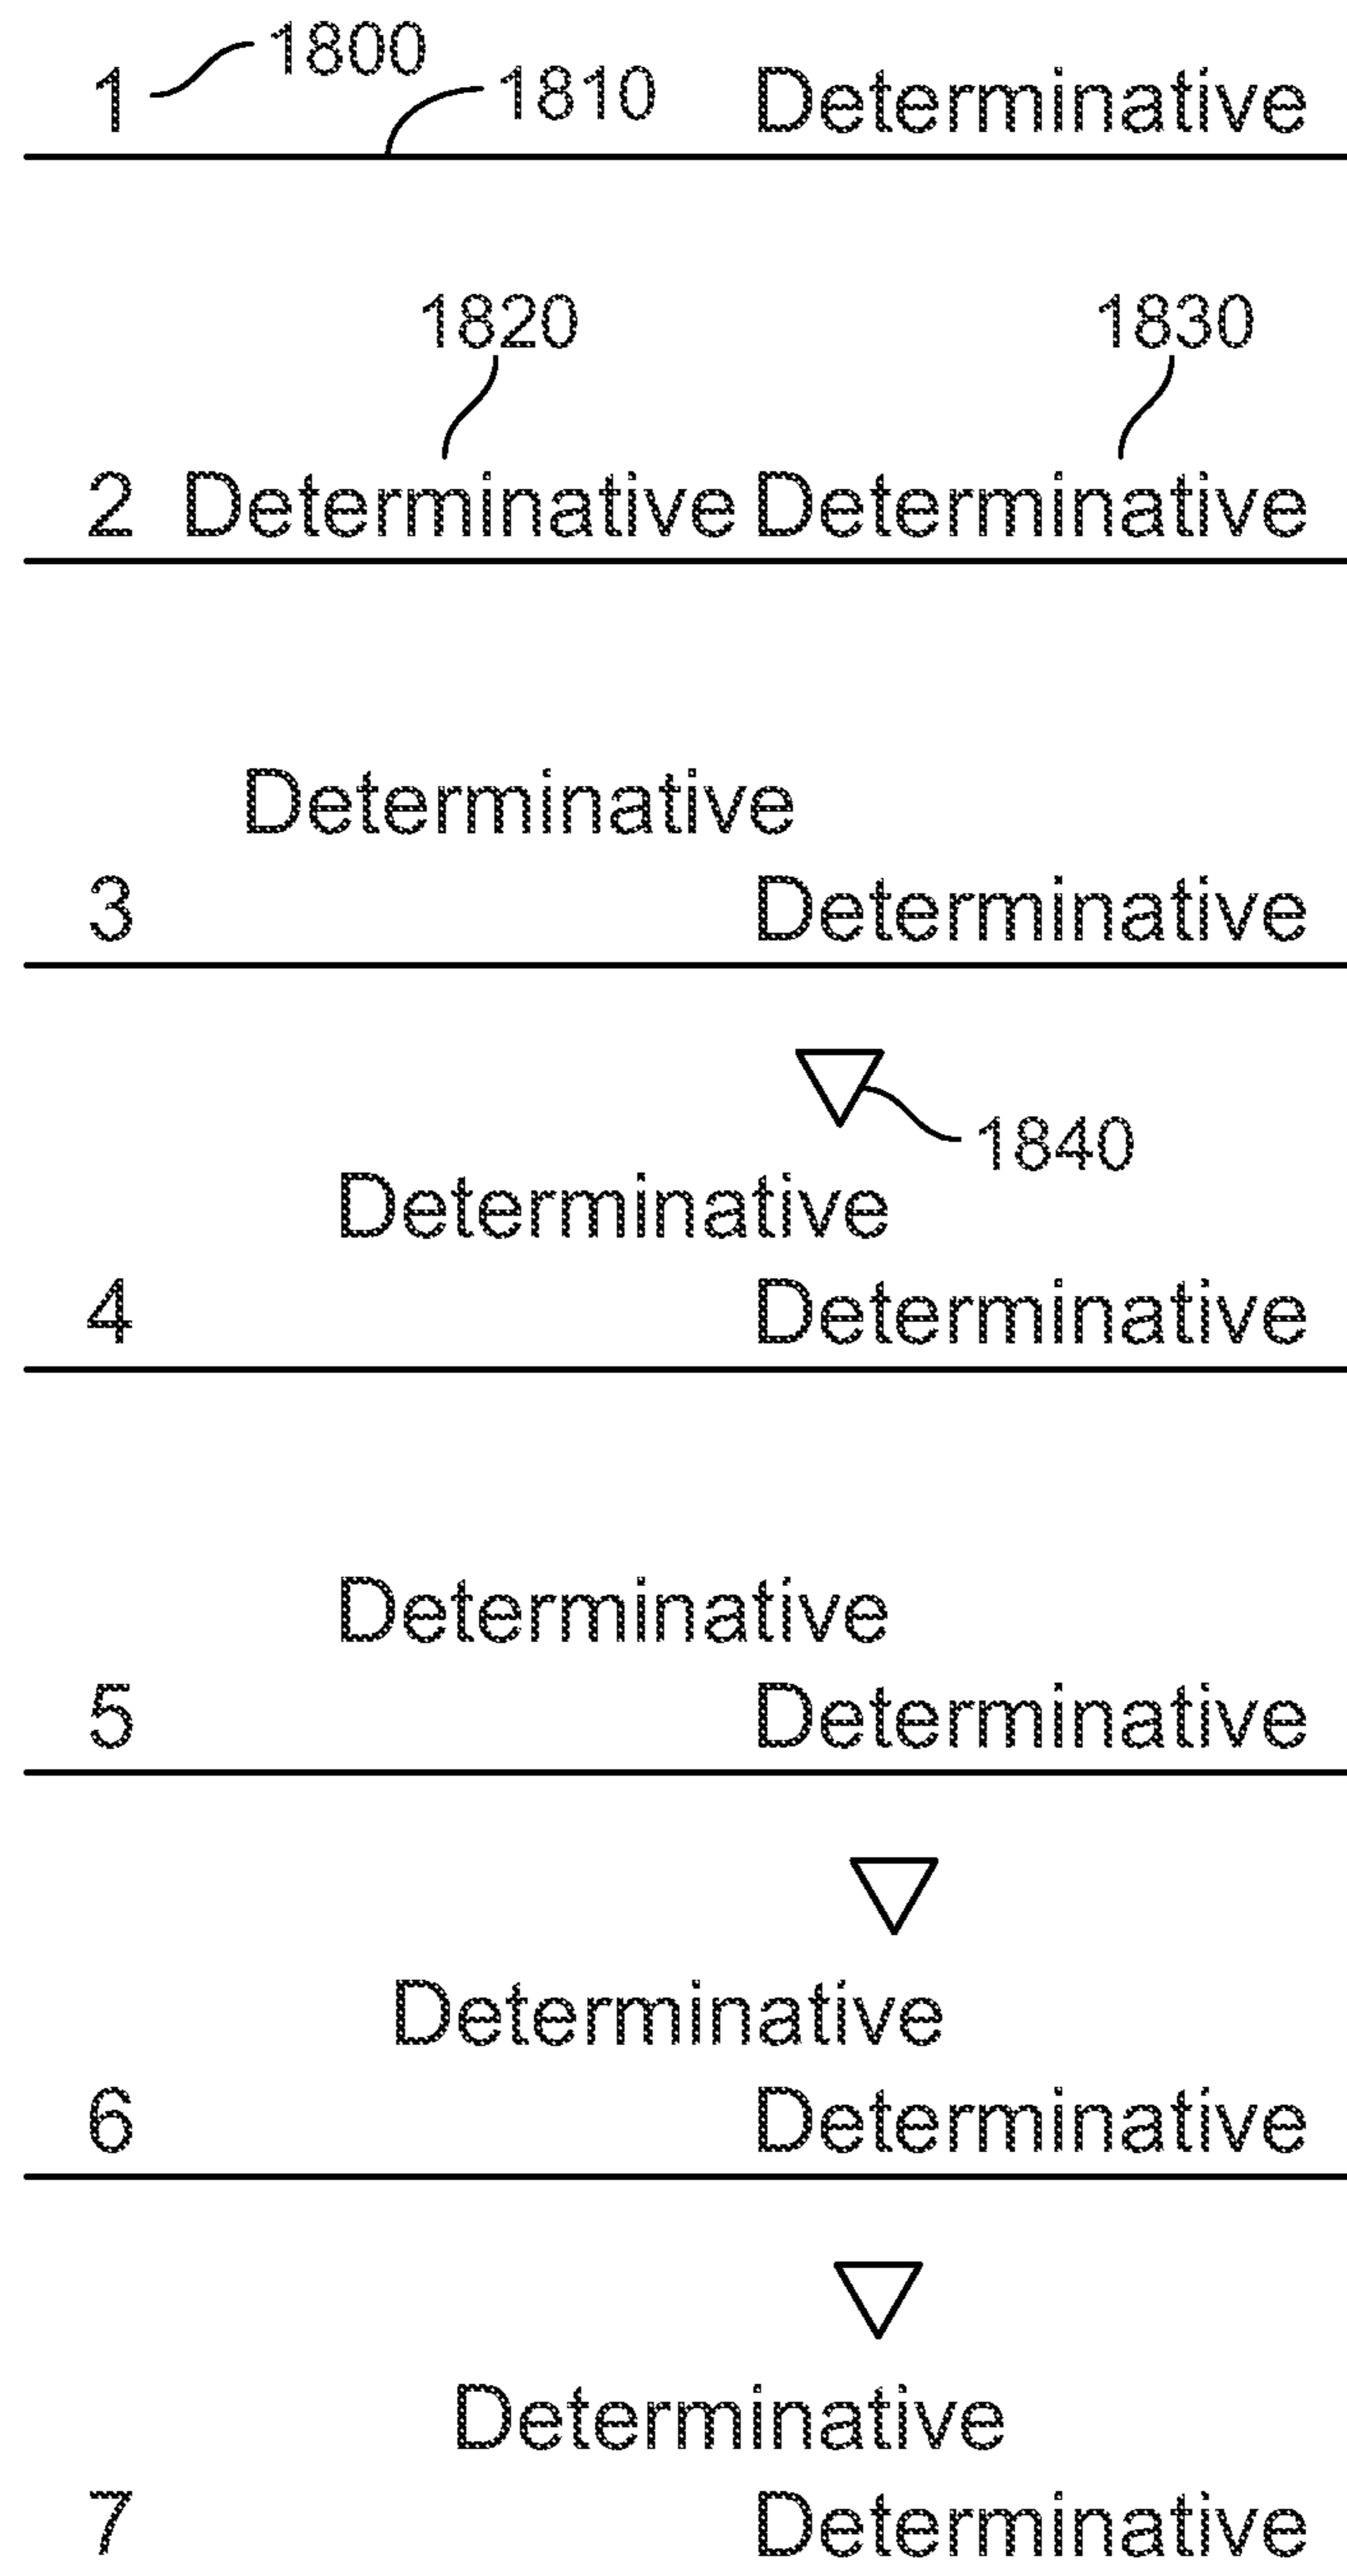 1800
1 1810 Determinative
1820 1830
2 Determinative Determinative
Determinative
3 Determinative
1840
Determinative
4 Determinative
Determinative
5 Determinative
Determinative
6 Determinative
Determinative
7 Determinative